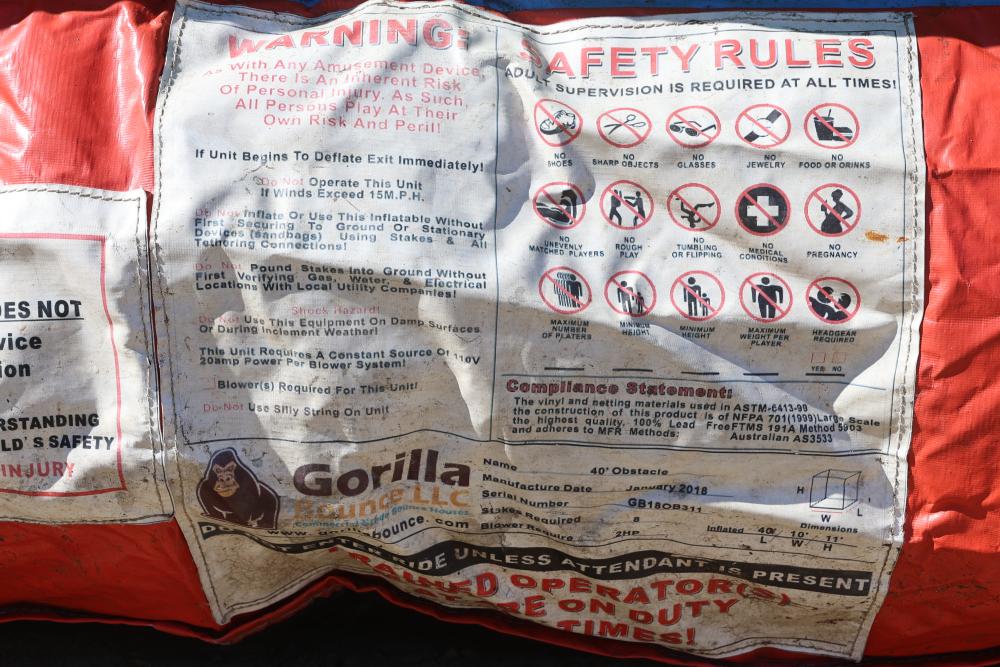 DES NOT
vice
ion
RSTANDING
LD'S SAFETY
INJURY
WARNING:
As With Any Amusement Device,
There Is An Inherent Risk
Of Personal Injury. As Such,
All Persons Play At Their
Own Risk And Peril!
If Unit Begins To Deflate Exit Immediately!
Do Not Operate This Unit
If Winds Exceed 15M.P.H.
Do Not Inflate Or Use This Inflatable Without
First Securing To Ground Or Stationary
Devices (sandbags) Using Stakes & All
Tethering Connections!
Do Not Pound Stakes Into Ground Without
First Verifying Gas, Water, & Electrical
Locations With Local Utility Companies!
Shock Hazard!
Do Not Use This Equipment On Damp Surfaces
Or During Inclement Weather!
This Unit Requires A Constant Source Of 110V
20amp Power Per Blower System!
Blower(s) Required For This Unit!
Do Not Use Silly String On Unit
SAFETY RULES
ADULT SUPERVISION IS REQUIRED AT ALL TIMES!
NO SHOES
NO SHARP OBJECTS
NO GLASSES
NO JEWELRY
NO FOOD OR DRINKS
NO UNEVENLY MATCHED PLAYERS
NO ROUGH PLAY
NO TUMBLING OR FLIPPING
NO MEDICAL CONDITIONS
NO PREGNANCY
MAXIMUM NUMBER OF PLATERS
MINIMUM HEIGHT
MINIMUM HEIGHT
MAXIMUM WEIGHT PER PLAYER
HEADGEAR REQUIRED
YES NO
Compliance Statement:
The vinyl and netting materials used in ASTM-6413-99
the construction of this product is of NFPA 701(1999)Large Scale
the highest quality. 100% Lead Free FTMS 191A Method 5903
and adheres to MFR Methods: Australian AS3533
Gorilla
Bounce LLC
Commercial Grade Bounce Houses
bounce.com
Name 40' Obstacle
Manufacture Date January 2018
Serial Number GB18OB311
Stakes Required 8
Blower Require 2HP
Inflated 40' 10' 11'
L W H
Dimensions
H L
W
DO NOT ENTER RIDE UNLESS ATTENDANT IS PRESENT
TRAINED OPERATOR(S)
ARE ON DUTY
TIMES!